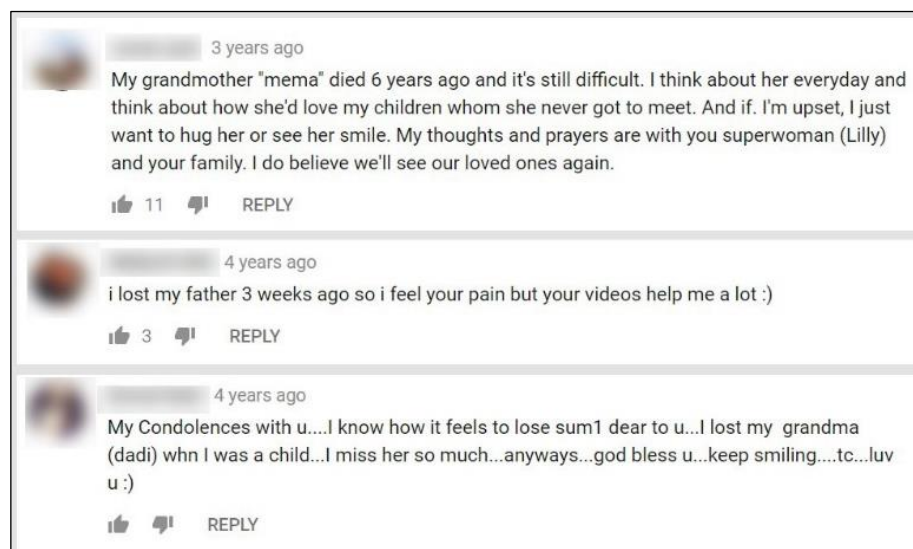 3 years ago
My grandmother "mema" died 6 years ago and it's still difficult. I think about her everyday and
think about how she'd love my children whom she never got to meet. And if. I'm upset, I just
want to hug her or see her smile. My thoughts and prayers are with you superwoman (Lilly)
and your family. I do believe we'll see our loved ones again.
11 REPLY
4 years ago
i lost my father 3 weeks ago so i feel your pain but your videos help me a lot :)
3 REPLY
4 years ago
My Condolences with u....I know how it feels to lose sum1 dear to u...I lost my grandma
(dadi) whn I was a child...I miss her so much...anyways...god bless u...keep smiling....tc...luv
u :)
REPLY